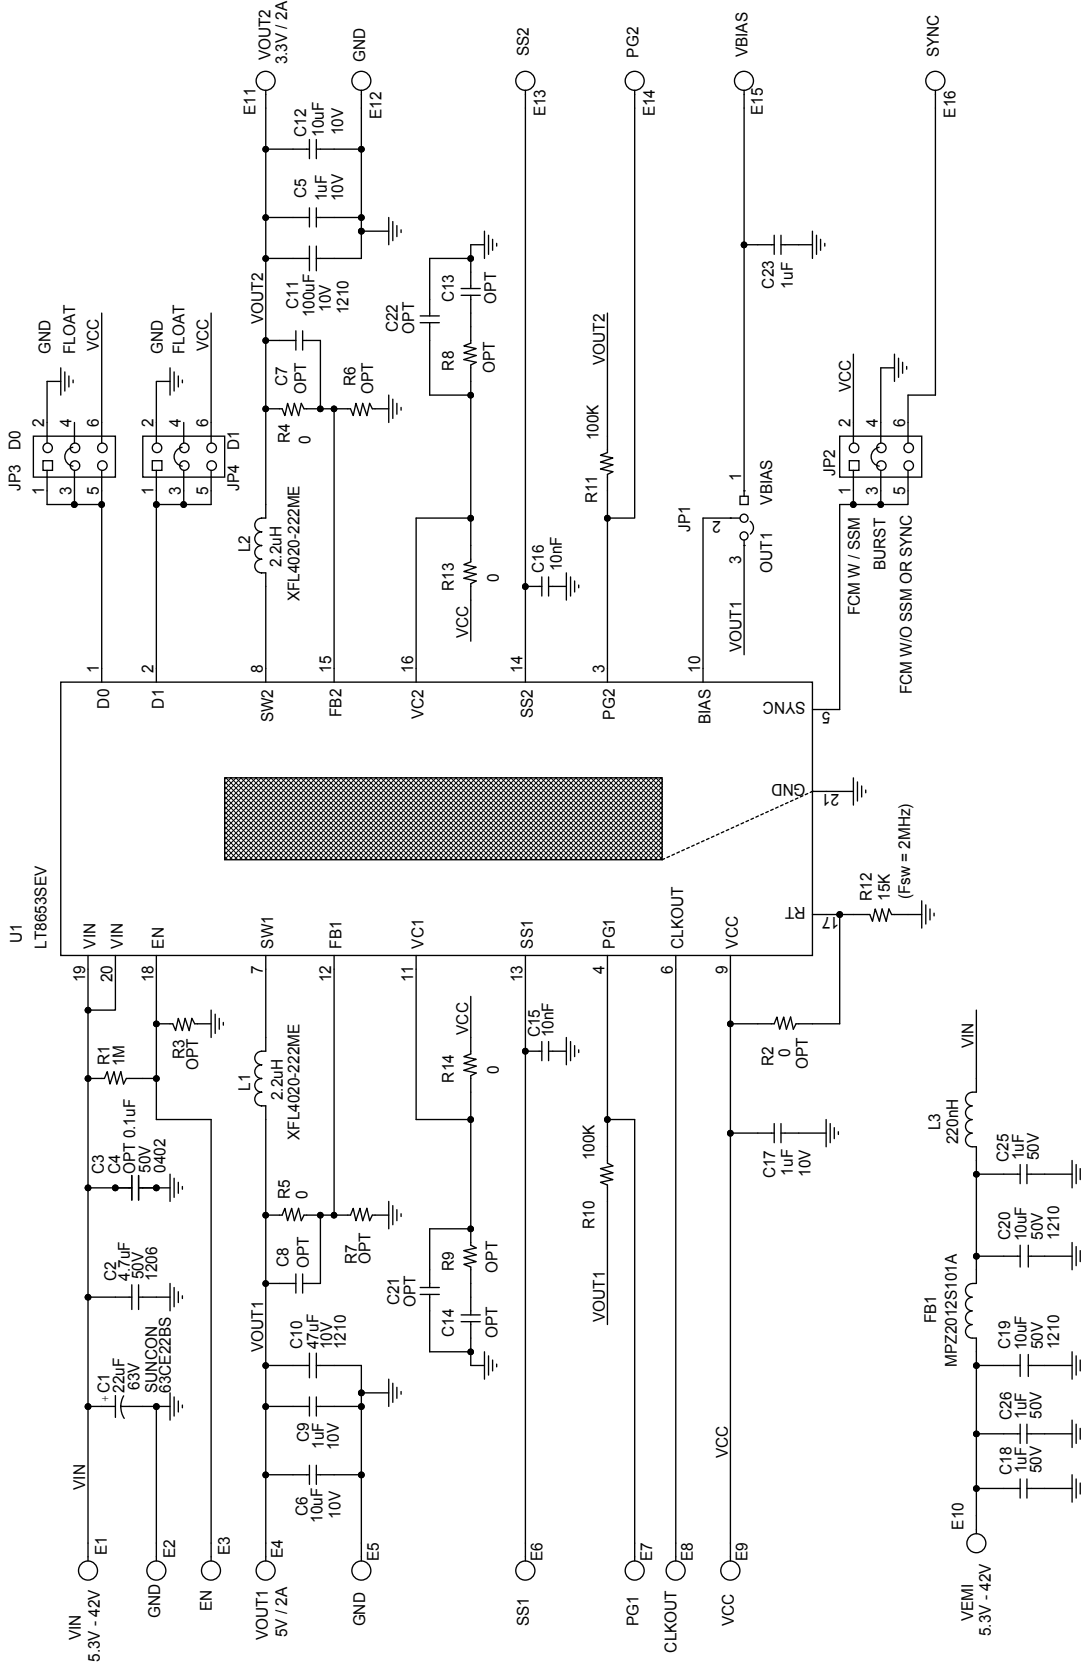 U1
LT8653SEV
VIN
5.3V - 42V
E1
VIN
GND
E2
EN
E3
+
C1
22uF
63V
SUNCON
63CE22BS
C2
4.7uF
50V
1206
C3
C4
OPT 0.1uF
50V
0402
R1
1M
R3
OPT
19
VIN
20
VIN
18
EN
VOUT1
5V / 2A
E4
GND
E5
C6
10uF
10V
C9
1uF
10V
C10
47uF
10V
1210
VOUT1
C8
OPT
R5
0
R7
OPT
L1
2.2uH
XFL4020-222ME
7
SW1
12
FB1
C21
OPT
C14
OPT
R9
OPT
R14
0
VCC
11
VC1
SS1
E6
C15
10nF
13
SS1
PG1
E7
VOUT1
R10
100K
4
PG1
CLKOUT
E8
6
CLKOUT
VCC
E9
VCC
C17
1uF
10V
R2
0
OPT
9
VCC
RT
17
R12
15K
(Fsw = 2MHz)
GND
21
SYNC
5
D0
1
JP3
D0
1
2
3
4
5
6
GND
FLOAT
VCC
D1
2
JP4
D1
1
2
3
4
5
6
GND
FLOAT
VCC
SW2
8
L2
2.2uH
XFL4020-222ME
FB2
15
R4
0
C7
OPT
R6
OPT
VOUT2
C11
100uF
10V
1210
C5
1uF
10V
C12
10uF
10V
E11
VOUT2
3.3V / 2A
E12
GND
VC2
16
VCC
R13
0
C22
OPT
R8
OPT
C13
OPT
SS2
14
C16
10nF
E13
SS2
PG2
3
R11
100K
VOUT2
E14
PG2
BIAS
10
JP1
VOUT1
3
2
1
OUT1
VBIAS
C23
1uF
E15
VBIAS
FCM W / SSM
BURST
FCM W/O SSM OR SYNC
JP2
1
2
3
4
5
6
VCC
E16
SYNC
VEMI
5.3V - 42V
E10
C18
1uF
50V
C26
1uF
50V
C19
10uF
50V
1210
FB1
MPZ2012S101A
C20
10uF
50V
1210
C25
1uF
50V
L3
220nH
VIN